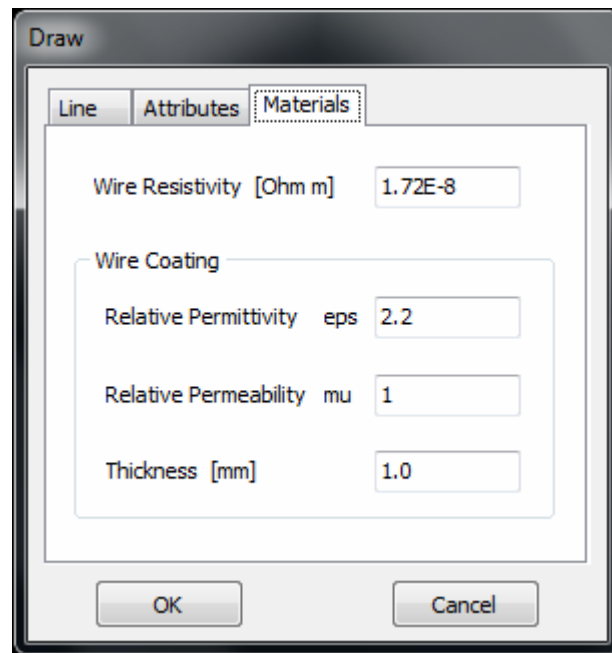 Draw
Line Attributes Materials
Wire Resistivity [Ohm m] 1.72E-8
Wire Coating
Relative Permittivity eps 2.2
Relative Permeability mu 1
Thickness [mm] 1.0
OK Cancel